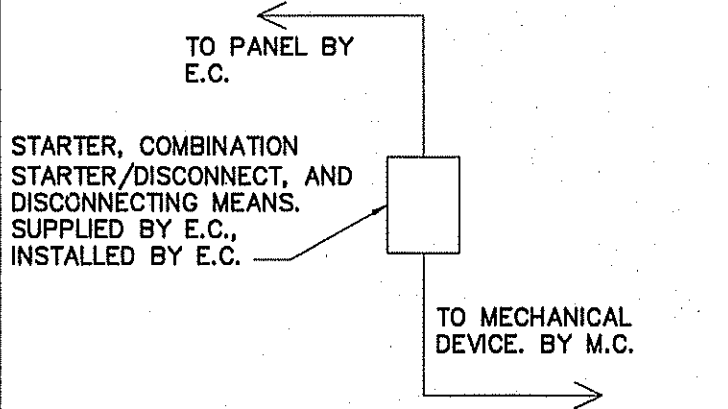 TO PANEL BY
E.C.
STARTER, COMBINATION
STARTER/DISCONNECT, AND
DISCONNECTING MEANS.
SUPPLIED BY E.C.,
INSTALLED BY E.C.
TO MECHANICAL
DEVICE. BY M.C.